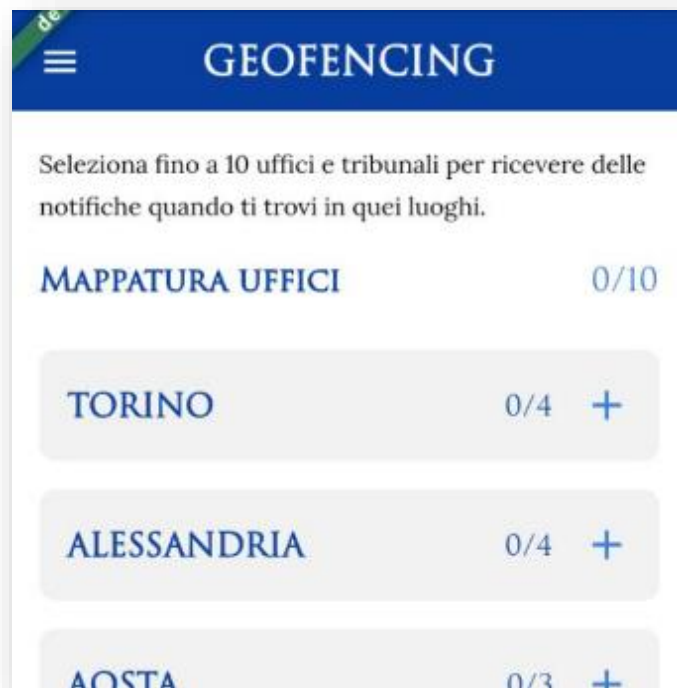 GEOFENCING
Seleziona fino a 10 uffici e tribunali per ricevere delle
notifiche quando ti trovi in quei luoghi.
MAPPATURA UFFICI 0/10
TORINO 0/4 +
ALESSANDRIA 0/4 +
AOSTA 0/3 +